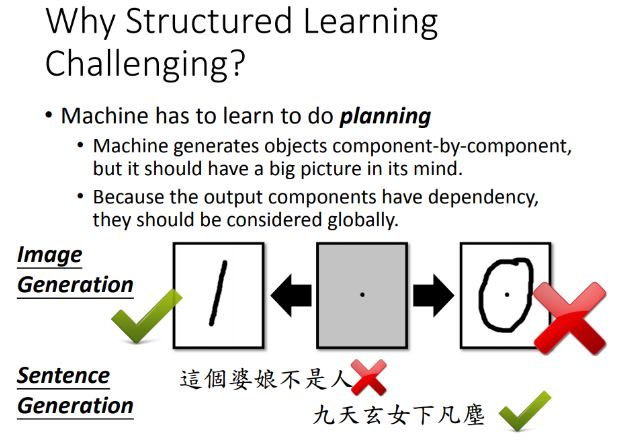 Why Structured Learning
Challenging?
• Machine has to learn to do planning
• Machine generates objects component-by-component,
but it should have a big picture in its mind.
• Because the output components have dependency,
they should be considered globally.
Image
Generation
Sentence
Generation
這個婆娘不是人
九天玄女下凡塵